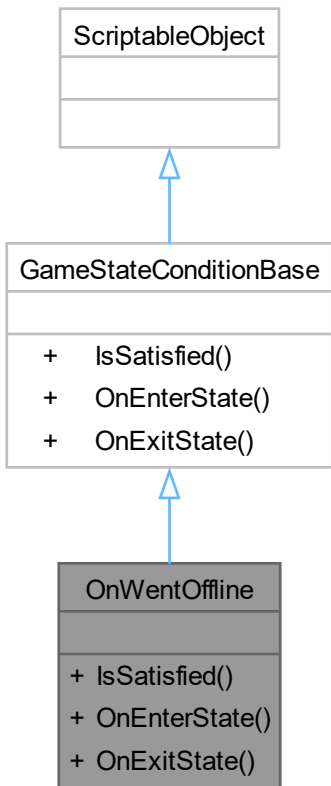 ScriptableObject
GameStateConditionBase
+ IsSatisfied()
+ OnEnterState()
+ OnExitState()
OnWentOffline
+ IsSatisfied()
+ OnEnterState()
+ OnExitState()